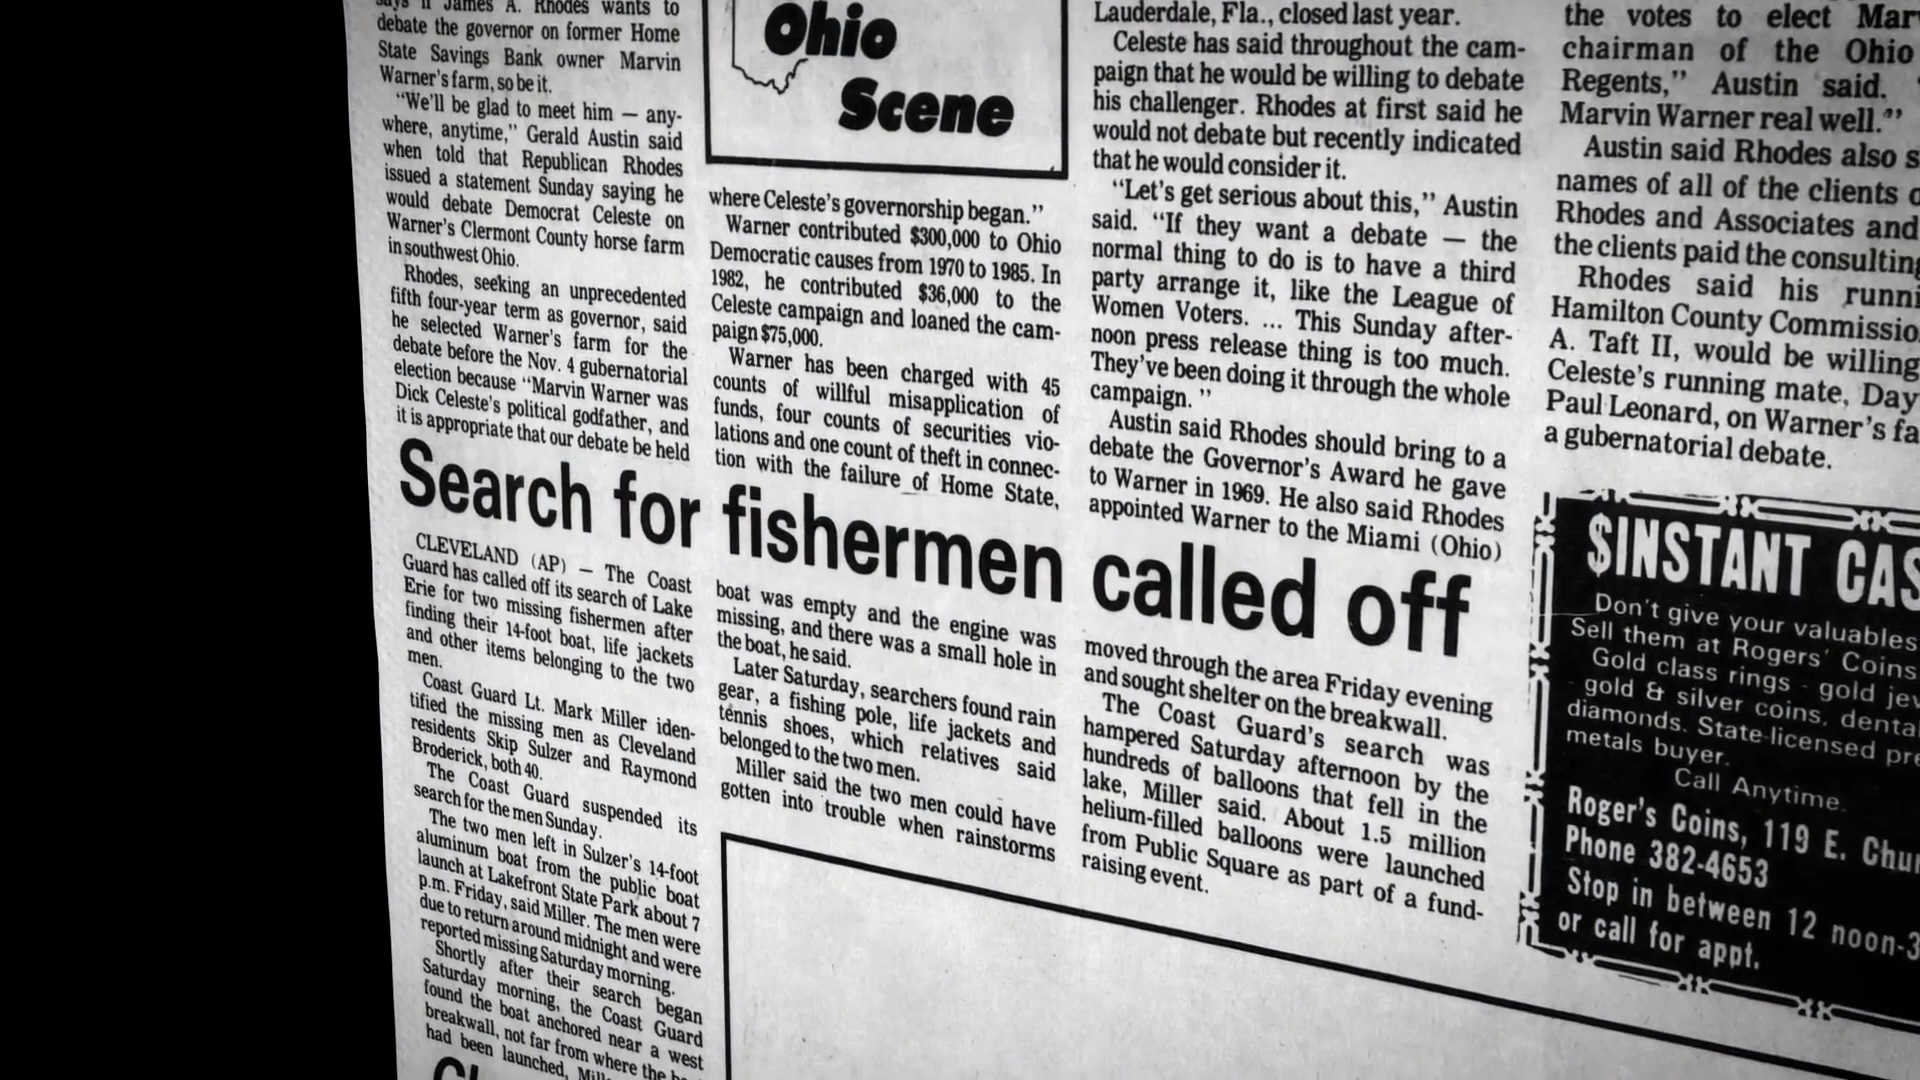 says if James A. Rhodes wants to
debate the governor on former Home
State Savings Bank owner Marvin
Warner's farm, so be it.
"We'll be glad to meet him — any-
where, anytime," Gerald Austin said
when told that Republican Rhodes
issued a statement Sunday saying he
would debate Democrat Celeste on
Warner's Clermont County horse farm
in southwest Ohio.
Rhodes, seeking an unprecedented
fifth four-year term as governor, said
he selected Warner's farm for the
debate before the Nov. 4 gubernatorial
election because "Marvin Warner was
Dick Celeste's political godfather, and
it is appropriate that our debate be held
Ohio
Scene
where Celeste's governorship began."
Warner contributed $300,000 to Ohio
Democratic causes from 1970 to 1985. In
1982, he contributed $36,000 to the
Celeste campaign and loaned the cam-
paign $75,000.
Warner has been charged with 45
counts of willful misapplication of
funds, four counts of securities vio-
lations and one count of theft in connec-
tion with the failure of Home State,
Lauderdale, Fla., closed last year.
Celeste has said throughout the cam-
paign that he would be willing to debate
his challenger. Rhodes at first said he
would not debate but recently indicated
that he would consider it.
"Let's get serious about this," Austin
said. "If they want a debate — the
normal thing to do is to have a third
party arrange it, like the League of
Women Voters. ... This Sunday after-
noon press release thing is too much.
They've been doing it through the whole
campaign."
Austin said Rhodes should bring to a
debate the Governor's Award he gave
to Warner in 1969. He also said Rhodes
appointed Warner to the Miami (Ohio)
the votes to elect Mar
chairman of the Ohio
Regents," Austin said.
Marvin Warner real well."
Austin said Rhodes also s
names of all of the clients o
Rhodes and Associates and
the clients paid the consulting
Rhodes said his runni
Hamilton County Commissio
A. Taft II, would be willing
Celeste's running mate, Day
Paul Leonard, on Warner's fa
a gubernatorial debate.
Search for fishermen called off
CLEVELAND (AP) — The Coast
Guard has called off its search of Lake
Erie for two missing fishermen after
finding their 14-foot boat, life jackets
and other items belonging to the two
men.
Coast Guard Lt. Mark Miller iden-
tified the missing men as Cleveland
residents Skip Sulzer and Raymond
Broderick, both 40.
The Coast Guard suspended its
search for the men Sunday.
The two men left in Sulzer's 14-foot
aluminum boat from the public boat
launch at Lakefront State Park about 7
p.m. Friday, said Miller. The men were
due to return around midnight and were
reported missing Saturday morning.
Shortly after their search began
Saturday morning, the Coast Guard
found the boat anchored near a west
breakwall, not far from where the
had been launched,
boat was empty and the engine was
missing, and there was a small hole in
the boat, he said.
Later Saturday, searchers found rain
gear, a fishing pole, life jackets and
tennis shoes, which relatives said
belonged to the two men.
Miller said the two men could have
gotten into trouble when rainstorms
moved through the area Friday evening
and sought shelter on the breakwall.
The Coast Guard's search was
hampered Saturday afternoon by the
hundreds of balloons that fell in the
lake, Miller said. About 1.5 million
helium-filled balloons were launched
from Public Square as part of a fund-
raising event.
$INSTANT CAS
Don't give your valuables
Sell them at Rogers' Coins
Gold class rings - gold jew
gold & silver coins, denta
diamonds. State-licensed pre
metals buyer.
Call Anytime.
Roger's Coins, 119 E. Chur
Phone 382-4653
Stop in between 12 noon-3
or call for appt.